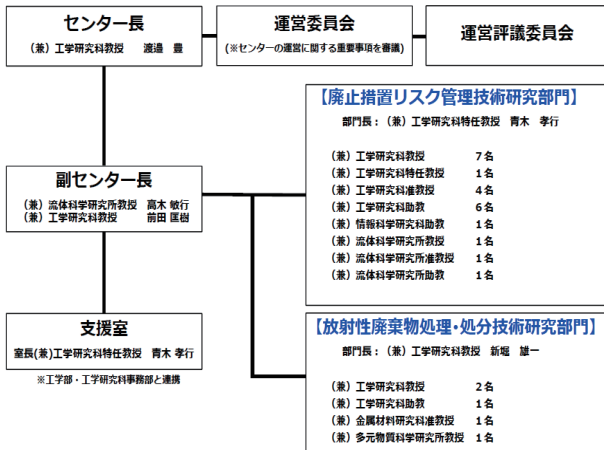 センター長
(兼) 工学研究科教授 渡邉 豊
運営委員会
(※センターの運営に関する重要事項を審議)
運営評議委員会
【廃止措置リスク管理技術研究部門】
部門長：(兼) 工学研究科特任教授 青木 孝行
(兼) 工学研究科教授 7名
(兼) 工学研究科特任教授 1名
(兼) 工学研究科准教授 4名
(兼) 工学研究科助教 6名
(兼) 情報科学研究科助教 1名
(兼) 流体科学研究所教授 1名
(兼) 流体科学研究所准教授 1名
(兼) 流体科学研究所助教 1名
副センター長
(兼) 流体科学研究所教授 高木 敏行
(兼) 工学研究科教授 前田 匡樹
支援室
室長(兼)工学研究科特任教授 青木 孝行
※工学部・工学研究科事務部と連携
【放射性廃棄物処理・処分技術研究部門】
部門長：(兼) 工学研究科教授 新堀 雄一
(兼) 工学研究科教授 2名
(兼) 工学研究科助教 1名
(兼) 金属材料研究科准教授 1名
(兼) 多元物質科学研究所教授 1名